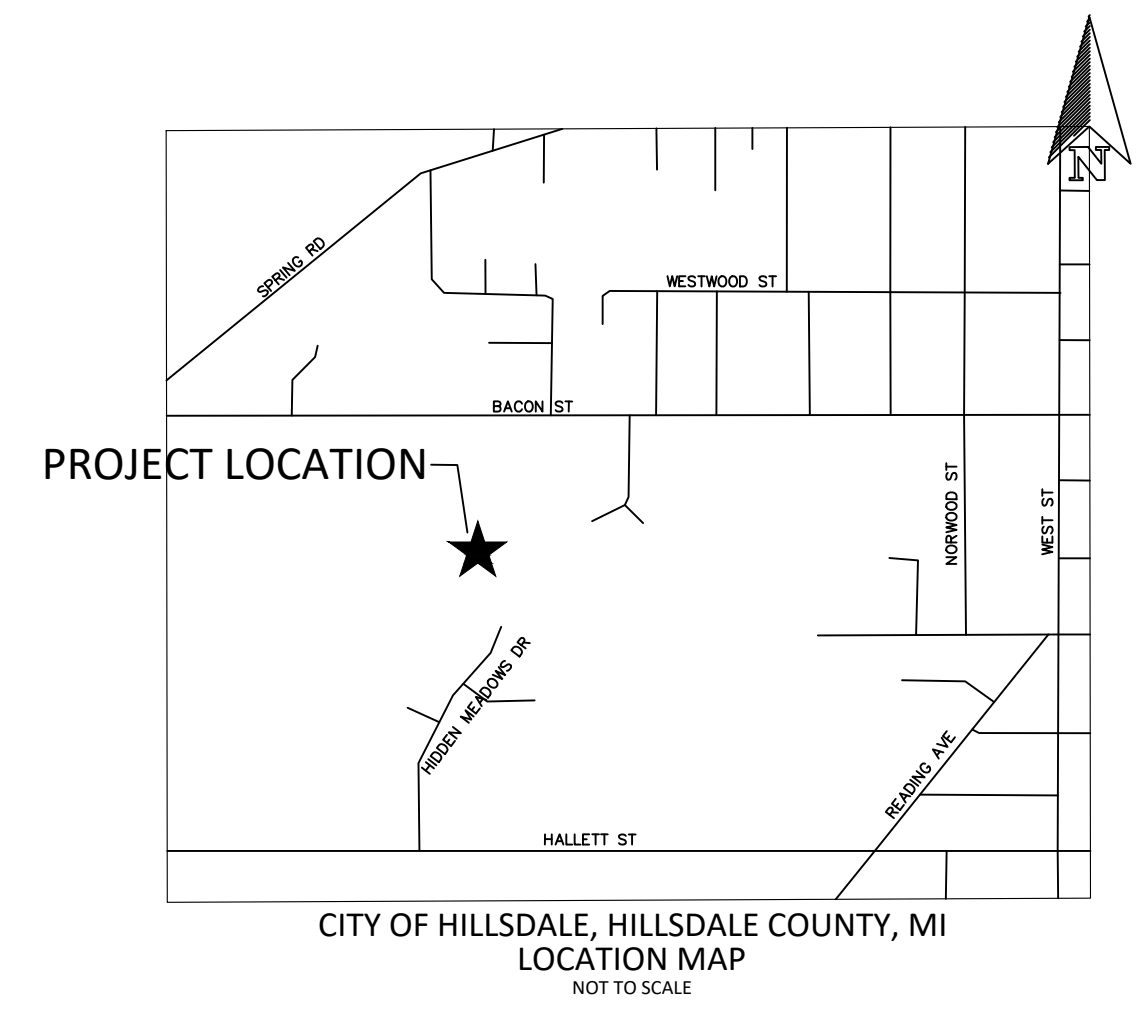 N
SPRING RD
WESTWOOD ST
BACON ST
PROJECT LOCATION
NORWOOD ST
WEST ST
HIDDEN MEADOWS DR
READING AVE
HALLETT ST
CITY OF HILLSDALE, HILLSDALE COUNTY, MI
LOCATION MAP
NOT TO SCALE